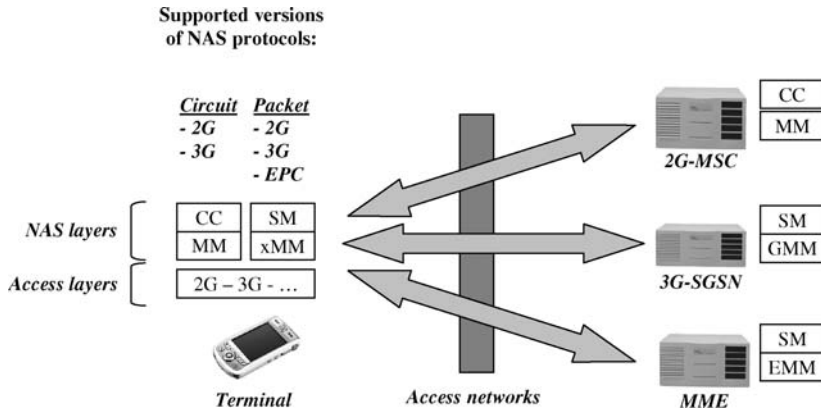 Supported versions
of NAS protocols:
Circuit Packet
- 2G - 2G
- 3G - 3G
- EPC
NAS layers
CC SM
MM xMM
Access layers
2G – 3G - …
Terminal
Access networks
CC
MM
2G-MSC
SM
GMM
3G-SGSN
SM
EMM
MME